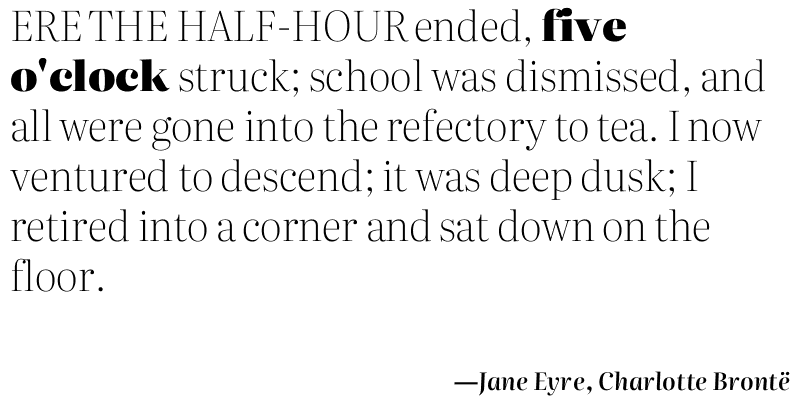 ERE THE HALF-HOUR ended, five
o'clock struck; school was dismissed, and
all were gone into the refectory to tea. I now
ventured to descend; it was deep dusk; I
retired into a corner and sat down on the
floor.
—Jane Eyre, Charlotte Brontë